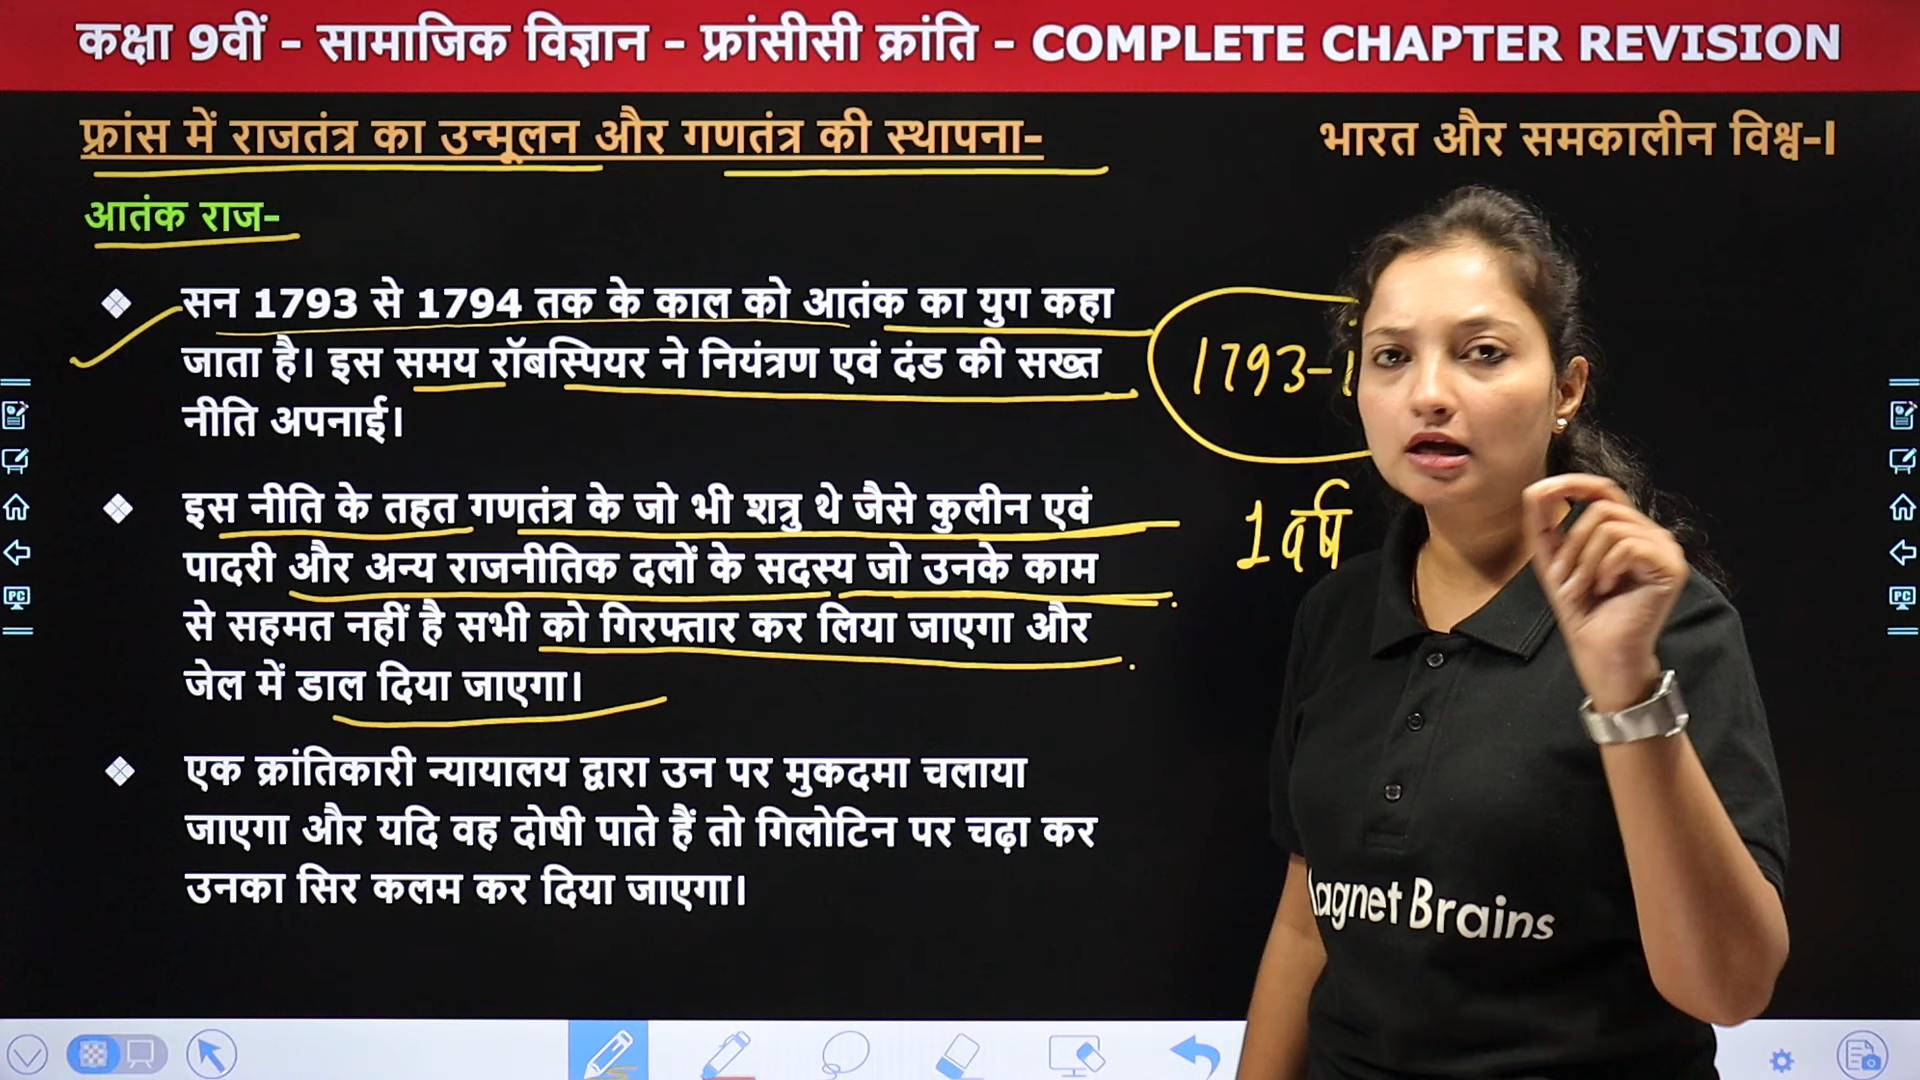 कक्षा 9वीं - सामाजिक विज्ञान - फ्रांसीसी क्रांति - COMPLETE CHAPTER REVISION
फ्रांस में राजतंत्र का उन्मूलन और गणतंत्र की स्थापना-
भारत और समकालीन विश्व-I
आतंक राज-
सन 1793 से 1794 तक के काल को आतंक का युग कहा
जाता है। इस समय रॉबस्पियर ने नियंत्रण एवं दंड की सख्त
नीति अपनाई।
1793-
1 वर्ष
इस नीति के तहत गणतंत्र के जो भी शत्रु थे जैसे कुलीन एवं
पादरी और अन्य राजनीतिक दलों के सदस्य जो उनके काम
से सहमत नहीं है सभी को गिरफ्तार कर लिया जाएगा और
जेल में डाल दिया जाएगा।
एक क्रांतिकारी न्यायालय द्वारा उन पर मुकदमा चलाया
जाएगा और यदि वह दोषी पाते हैं तो गिलोटिन पर चढ़ा कर
उनका सिर कलम कर दिया जाएगा।
agnet Brains
PC
PC